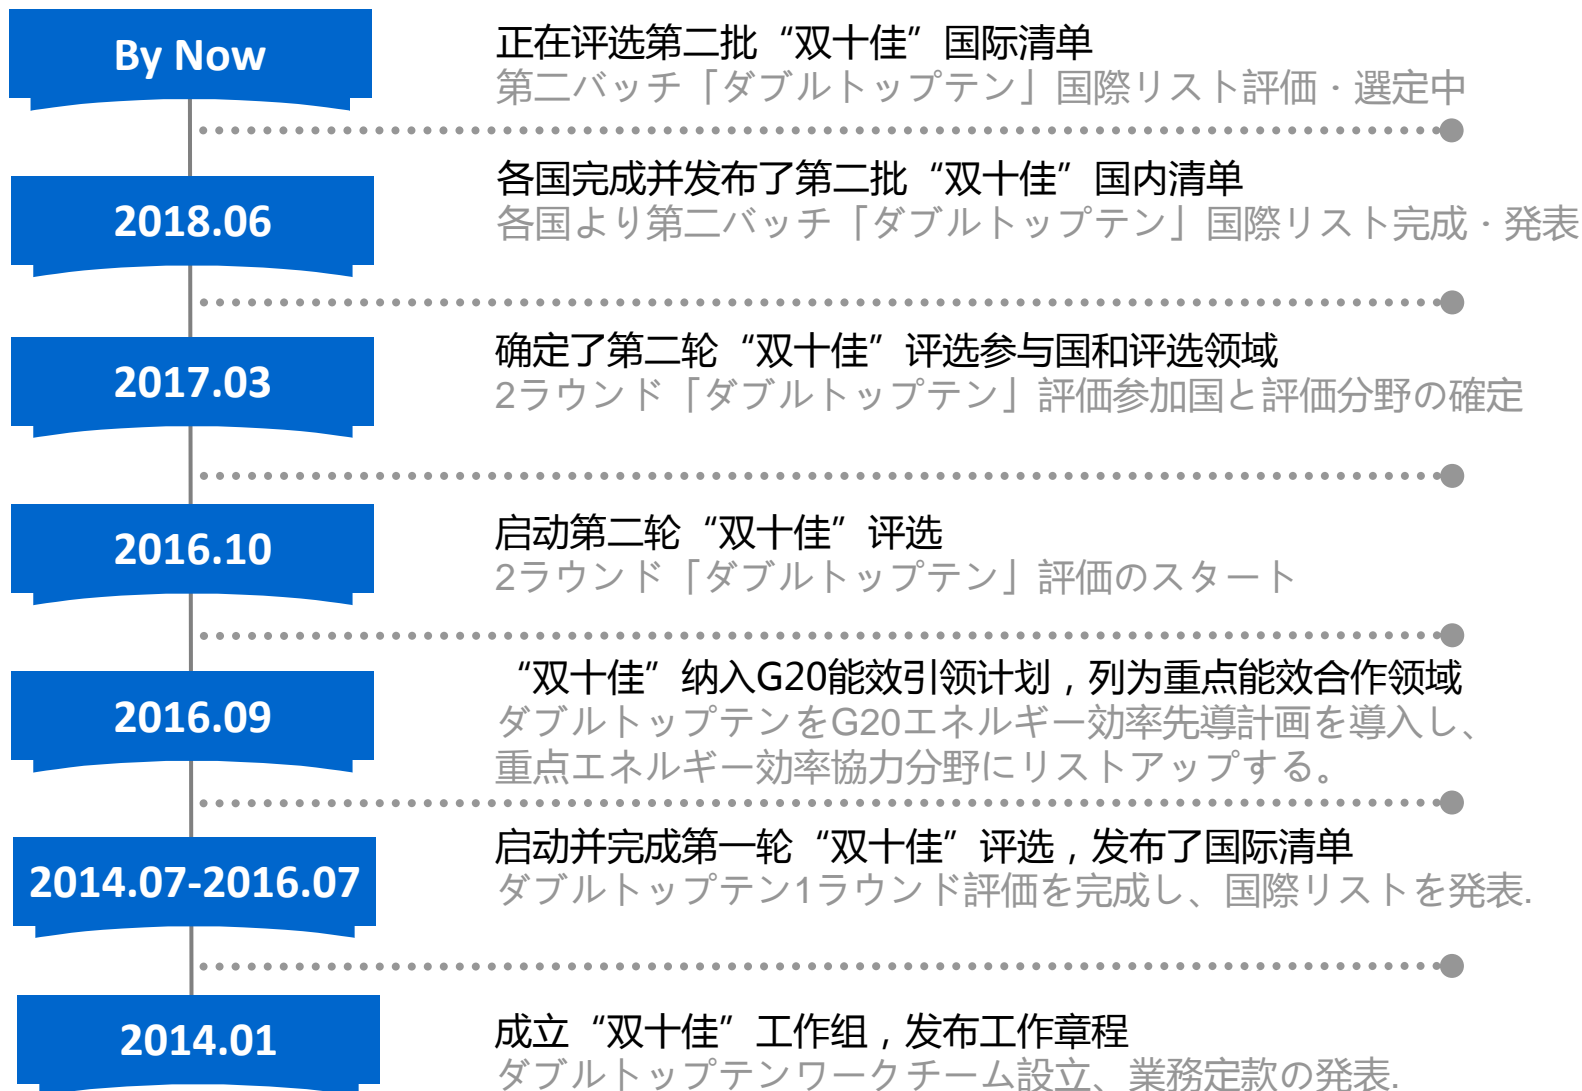 By Now
正在评选第二批“双十佳”国际清单
第二バッチ「ダブルトップテン」国際リスト評価・選定中
2018.06
各国完成并发布了第二批“双十佳”国内清单
各国より第二バッチ「ダブルトップテン」国際リスト完成・発表
2017.03
确定了第二轮“双十佳”评选参与国和评选领域
2ラウンド「ダブルトップテン」評価参加国と評価分野の確定
2016.10
启动第二轮“双十佳”评选
2ラウンド「ダブルトップテン」評価のスタート
2016.09
“双十佳”纳入G20能效引领计划，列为重点能效合作领域
ダブルトップテンをG20エネルギー効率先導計画を導入し、
重点エネルギー効率協力分野にリストアップする。
2014.07-2016.07
启动并完成第一轮“双十佳”评选，发布了国际清单
ダブルトップテン1ラウンド評価を完成し、国際リストを発表.
2014.01
成立“双十佳”工作组，发布工作章程
ダブルトップテンワークチーム設立、業務定款の発表.